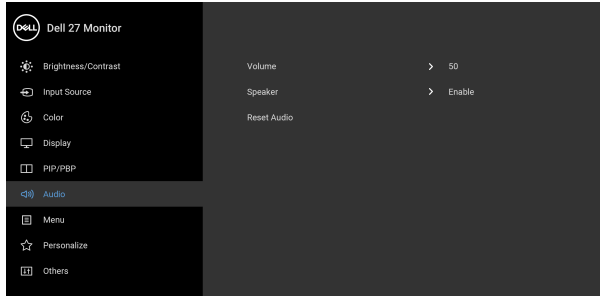 DELL Dell 27 Monitor
Brightness/Contrast
Volume 50
Input Source
Speaker Enable
Color
Reset Audio
Display
PIP/PBP
Audio
Menu
Personalize
Others